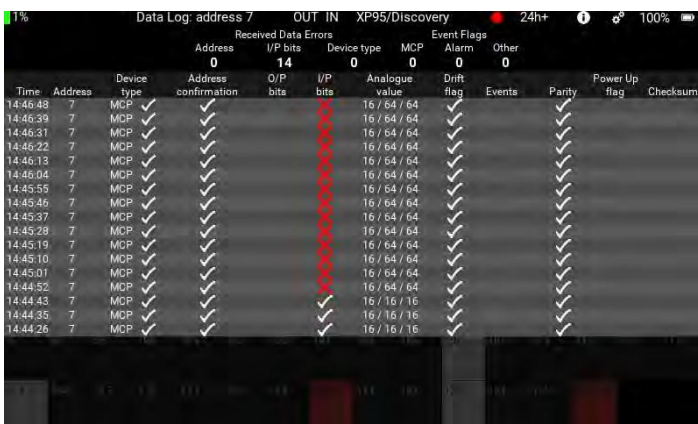 1% Data Log: address 7 OUT IN XP95/Discovery 24h+ i 100%
Received Data Errors Event Flags
Address I/P bits Device type MCP Alarm Other
0 14 0 0 0 0
Device Address O/P I/P Analogue Drift Power Up
Time Address type confirmation bits bits value flag Events Parity flag Checksum
14:46:48 7 MCP 16 / 64 / 64
14:46:39 7 MCP 16 / 64 / 64
14:46:31 7 MCP 16 / 64 / 64
14:46:22 7 MCP 16 / 64 / 64
14:46:13 7 MCP 16 / 64 / 64
14:46:04 7 MCP 16 / 64 / 64
14:45:55 7 MCP 16 / 64 / 64
14:45:46 7 MCP 16 / 64 / 64
14:45:37 7 MCP 16 / 64 / 64
14:45:28 7 MCP 16 / 64 / 64
14:45:19 7 MCP 16 / 64 / 64
14:45:10 7 MCP 16 / 64 / 64
14:45:01 7 MCP 16 / 64 / 64
14:44:52 7 MCP 16 / 64 / 64
14:44:43 7 MCP 16 / 16 / 16
14:44:35 7 MCP 16 / 16 / 16
14:44:26 7 MCP 16 / 16 / 16